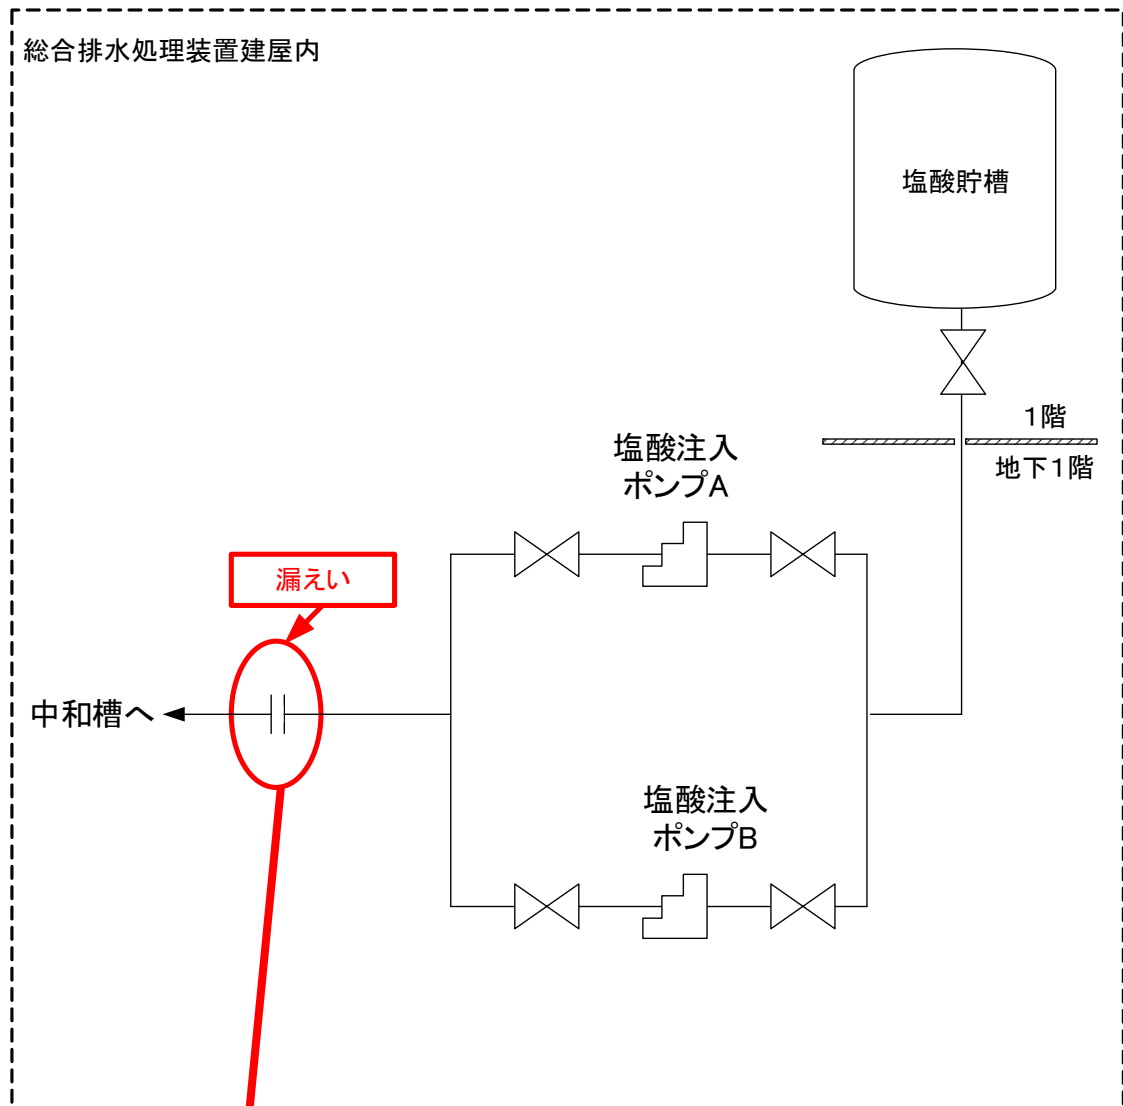 総合排水処理装置建屋内
塩酸貯槽
1階
地下1階
塩酸注入
ポンプA
漏えい
中和槽へ
塩酸注入
ポンプB